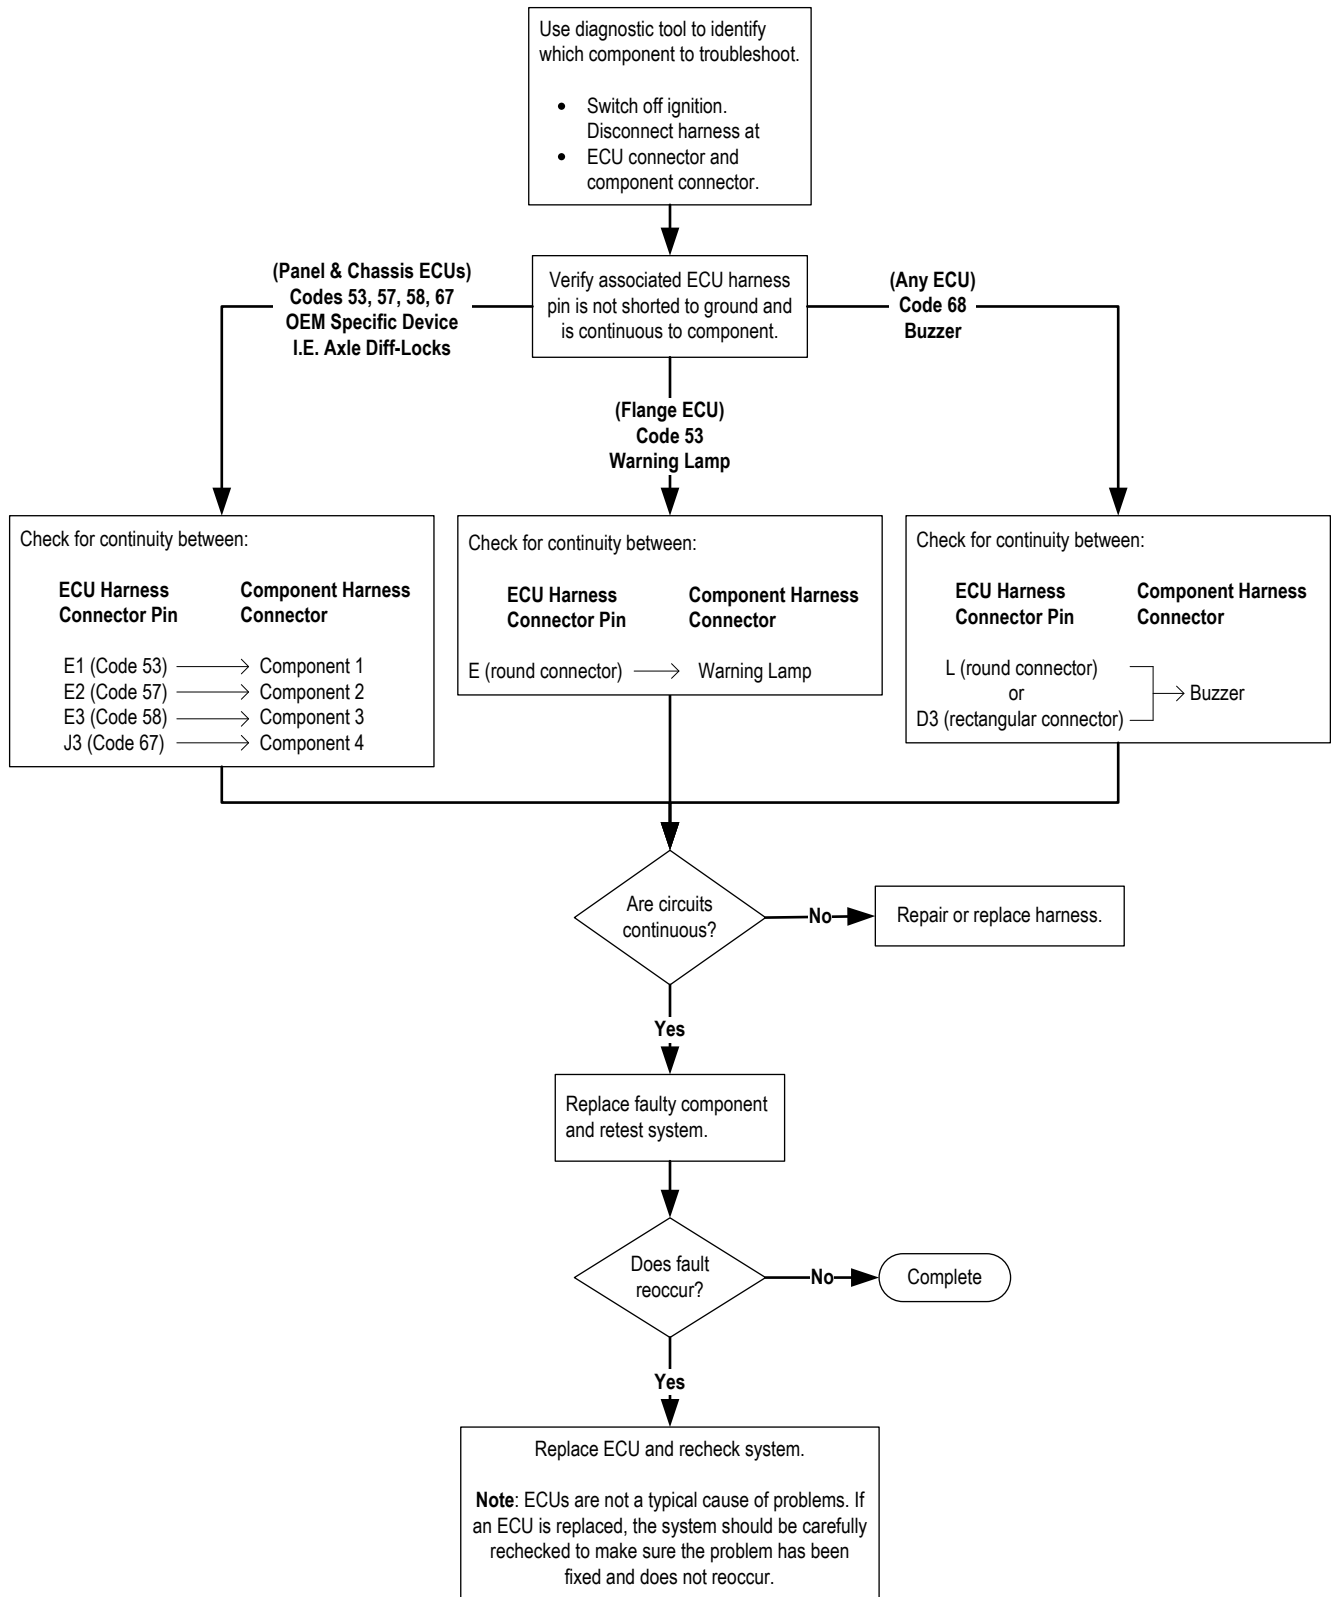 Use diagnostic tool to identify
which component to troubleshoot.
• Switch off ignition.
Disconnect harness at
• ECU connector and
component connector.
(Panel & Chassis ECUs)
Codes 53, 57, 58, 67
OEM Specific Device
I.E. Axle Diff-Locks
Verify associated ECU harness
pin is not shorted to ground and
is continuous to component.
(Any ECU)
Code 68
Buzzer
(Flange ECU)
Code 53
Warning Lamp
Check for continuity between:
ECU Harness Component Harness
Connector Pin Connector
E1 (Code 53) Component 1
E2 (Code 57) Component 2
E3 (Code 58) Component 3
J3 (Code 67) Component 4
Check for continuity between:
ECU Harness Component Harness
Connector Pin Connector
E (round connector) Warning Lamp
Check for continuity between:
ECU Harness Component Harness
Connector Pin Connector
L (round connector)
or Buzzer
D3 (rectangular connector)
Are circuits
continuous?
No
Repair or replace harness.
Yes
Replace faulty component
and retest system.
Does fault
reoccur?
No
Complete
Yes
Replace ECU and recheck system.
Note: ECUs are not a typical cause of problems. If
an ECU is replaced, the system should be carefully
rechecked to make sure the problem has been
fixed and does not reoccur.